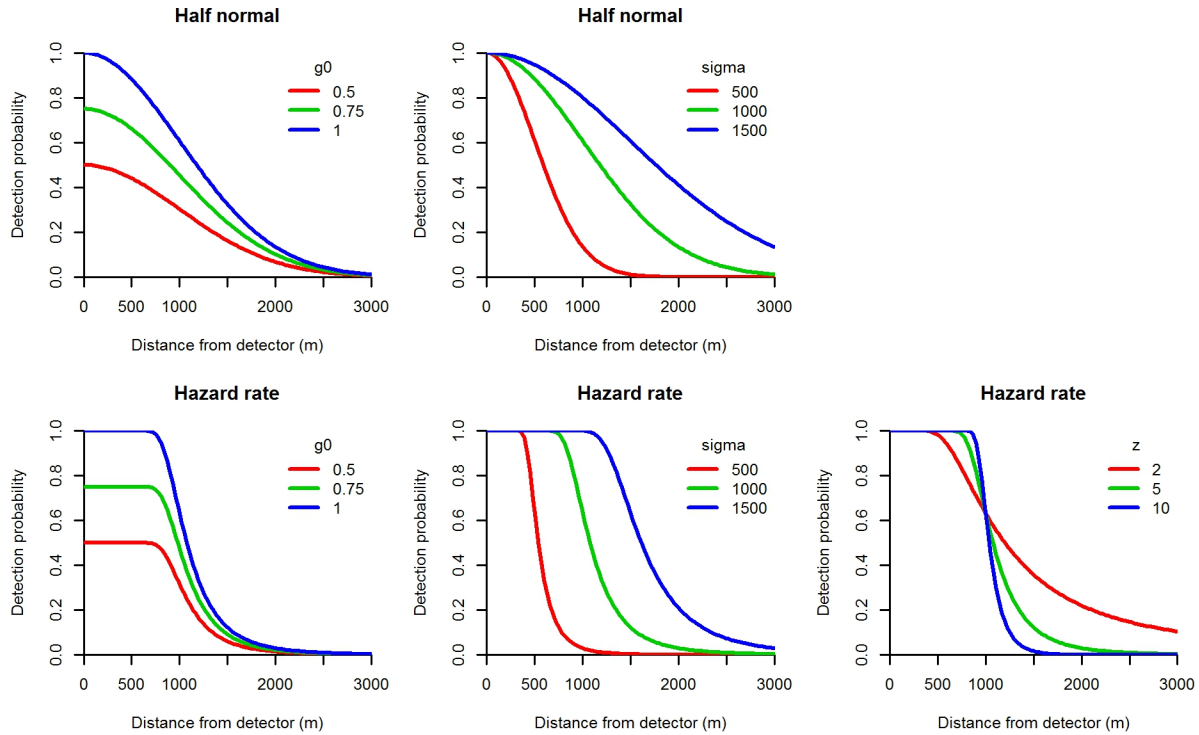 Half normal
g0
0.5
0.75
1
Detection probability
0.0 0.2 0.4 0.6 0.8 1.0
0 500 1000 2000 3000
Distance from detector (m)
Half normal
sigma
500
1000
1500
Detection probability
0.0 0.2 0.4 0.6 0.8 1.0
0 500 1000 2000 3000
Distance from detector (m)
Hazard rate
g0
0.5
0.75
1
Detection probability
0.0 0.2 0.4 0.6 0.8 1.0
0 500 1000 2000 3000
Distance from detector (m)
Hazard rate
sigma
500
1000
1500
Detection probability
0.0 0.2 0.4 0.6 0.8 1.0
0 500 1000 2000 3000
Distance from detector (m)
Hazard rate
z
2
5
10
Detection probability
0.0 0.2 0.4 0.6 0.8 1.0
0 500 1000 2000 3000
Distance from detector (m)